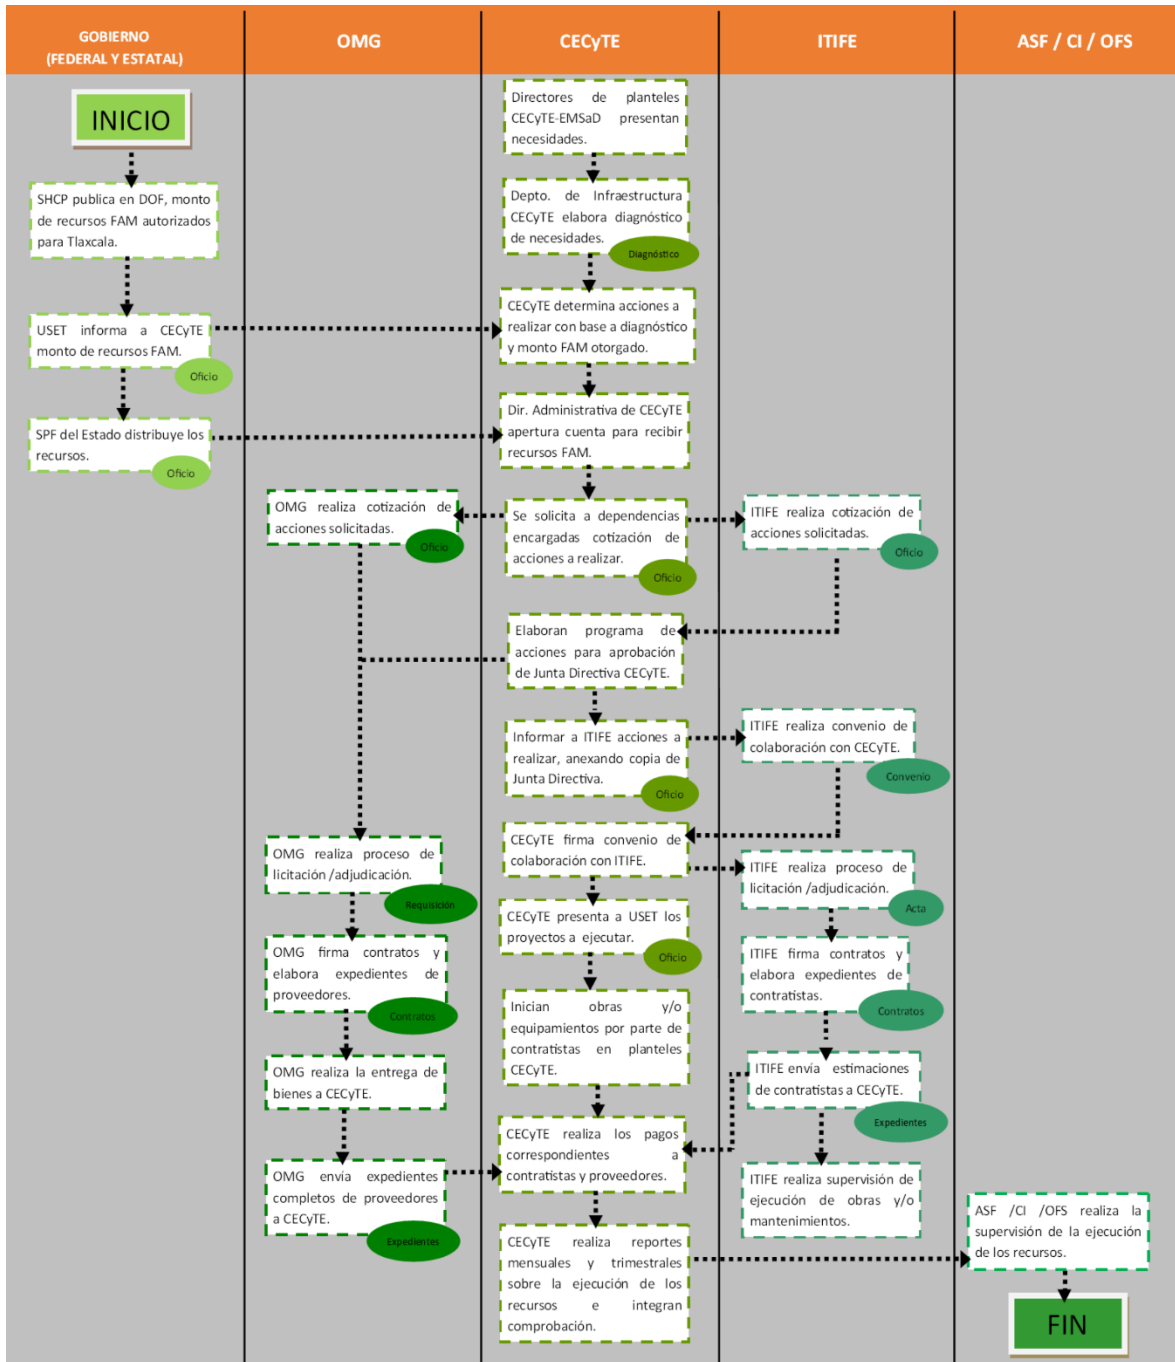 GOBIERNO
(FEDERAL Y ESTATAL)
OMG
CECyTE
ITIFE
ASF / CI / OFS
INICIO
SHCP publica en DOF, monto
de recursos FAM autorizados
para Tlaxcala.
USET informa a CECyTE
monto de recursos FAM.
Oficio
SPF del Estado distribuye los
recursos.
Oficio
OMG realiza cotización de
acciones solicitadas.
Oficio
OMG realiza proceso de
licitación /adjudicación.
Requisición
OMG firma contratos y
elabora expedientes de
proveedores.
Contratos
OMG realiza la entrega de
bienes a CECyTE.
OMG envía expedientes
completos de proveedores
a CECyTE.
Expedientes
Directores de planteles
CECyTE-EMSaD presentan
necesidades.
Depto. de Infraestructura
CECyTE elabora diagnóstico
de necesidades.
Diagnóstico
CECyTE determina acciones a
realizar con base a diagnóstico
y monto FAM otorgado.
Dir. Administrativa de CECyTE
apertura cuenta para recibir
recursos FAM.
Se solicita a dependencias
encargadas cotización de
acciones a realizar.
Oficio
Elaboran programa de
acciones para aprobación
de Junta Directiva CECyTE.
Informar a ITIFE acciones a
realizar, anexando copia de
Junta Directiva.
Oficio
CECyTE firma convenio de
colaboración con ITIFE.
CECyTE presenta a USET los
proyectos a ejecutar.
Oficio
Inician obras y/o
equipamientos por parte de
contratistas en planteles
CECyTE.
CECyTE realiza los pagos
correspondientes a
contratistas y proveedores.
CECyTE realiza reportes
mensuales y trimestrales
sobre la ejecución de los
recursos e integran
comprobación.
ITIFE realiza cotización de
acciones solicitadas.
Oficio
ITIFE realiza convenio de
colaboración con CECyTE.
Convenio
ITIFE realiza proceso de
licitación /adjudicación.
Acta
ITIFE firma contratos y
elabora expedientes de
contratistas.
Contratos
ITIFE envía estimaciones
de contratistas a CECyTE.
Expedientes
ITIFE realiza supervisión de
ejecución de obras y/o
mantenimientos.
ASF /CI /OFS realiza la
supervisión de la ejecución
de los recursos.
FIN